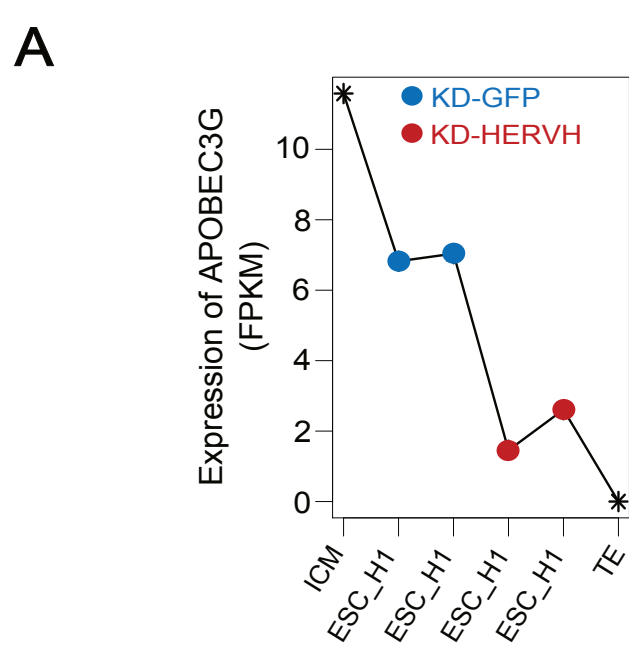 A
KD-GFP
KD-HERVH
Expression of APOBEC3G
(FPKM)
10
8
6
4
2
0
ICM
ESC_H1
ESC_H1
ESC_H1
ESC_H1
TE